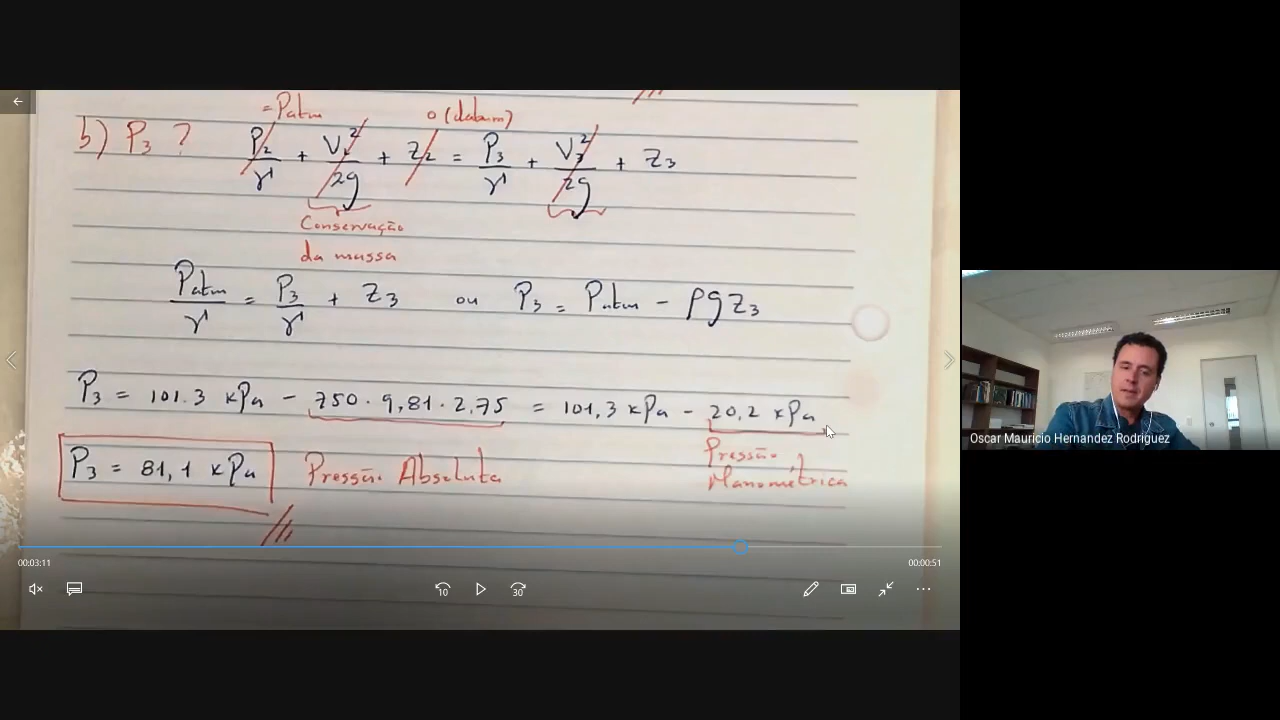 = Patm 0 (datum)
b) P3 ? P2/γ + V2²/2g + Z2 = P3/γ + V3²/2g + Z3
Conservação
da massa
Patm/γ = P3/γ + Z3 ou P3 = Patm - ρgZ3
P3 = 101.3 kPa - 750 · 9,81 · 2,75 = 101,3 kPa - 20,2 kPa
P3 = 81,1 kPa Pressão Absoluta
Pressão
Manométrica
Oscar Mauricio Hernandez Rodriguez
00:03:11
00:00:51
10
30